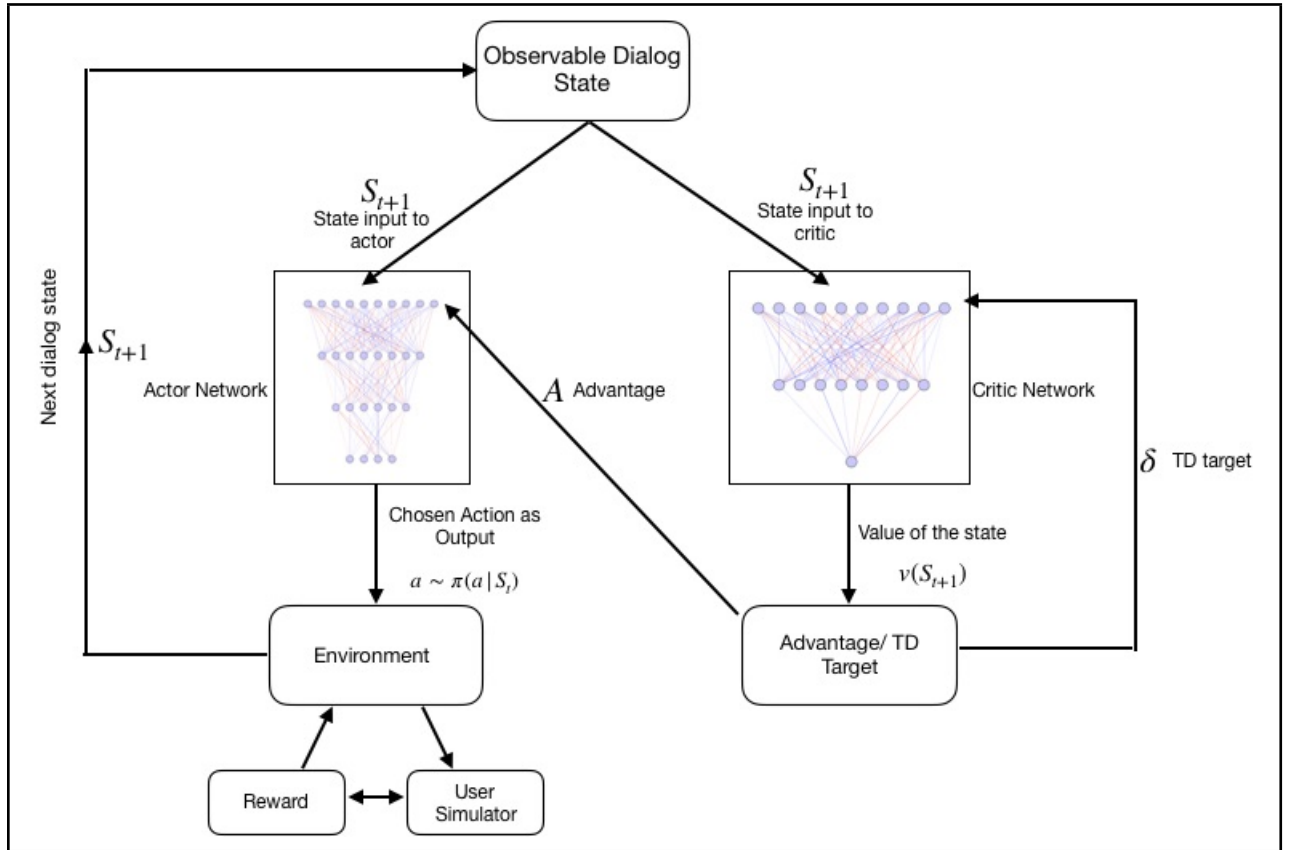 Observable Dialog
State
S_{t+1}
State input to
actor
S_{t+1}
State input to
critic
Next dialog state
S_{t+1}
Actor Network
A Advantage
Critic Network
δ TD target
Chosen Action as
Output
a ~ π(a | S_t)
Value of the state
v(S_{t+1})
Environment
Advantage/ TD
Target
Reward
User
Simulator